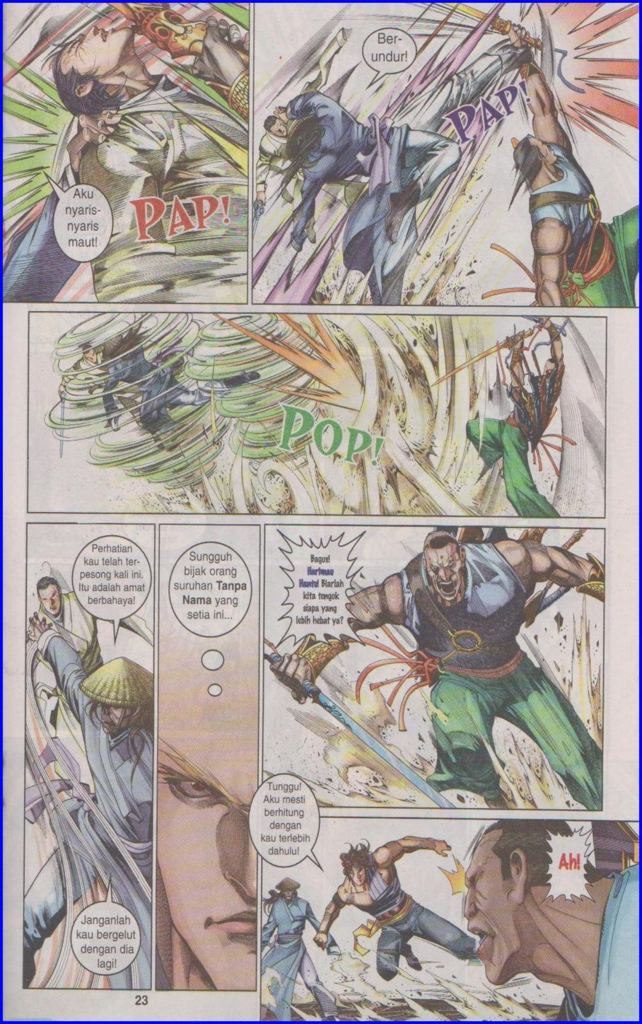 Aku
nyaris-
nyaris
maut!
PAP!
Ber-
undur!
PAP!
POP!
Perhatian
kau telah ter-
pesong kali ini.
Itu adalah amat
berbahaya!
Janganlah
kau bergelut
dengan dia
lagi!
Sungguh
bijak orang
suruhan Tanpa
Nama yang
setia ini...
Bagus!
Harimau
Hantu! Biarlah
kita tengok
siapa yang
lebih hebat ya?
Tunggu!
Aku mesti
berhitung
dengan
kau terlebih
dahulu!
Ah!
23